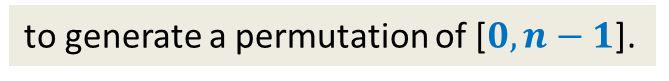 to generate a permutation of [0, n − 1].